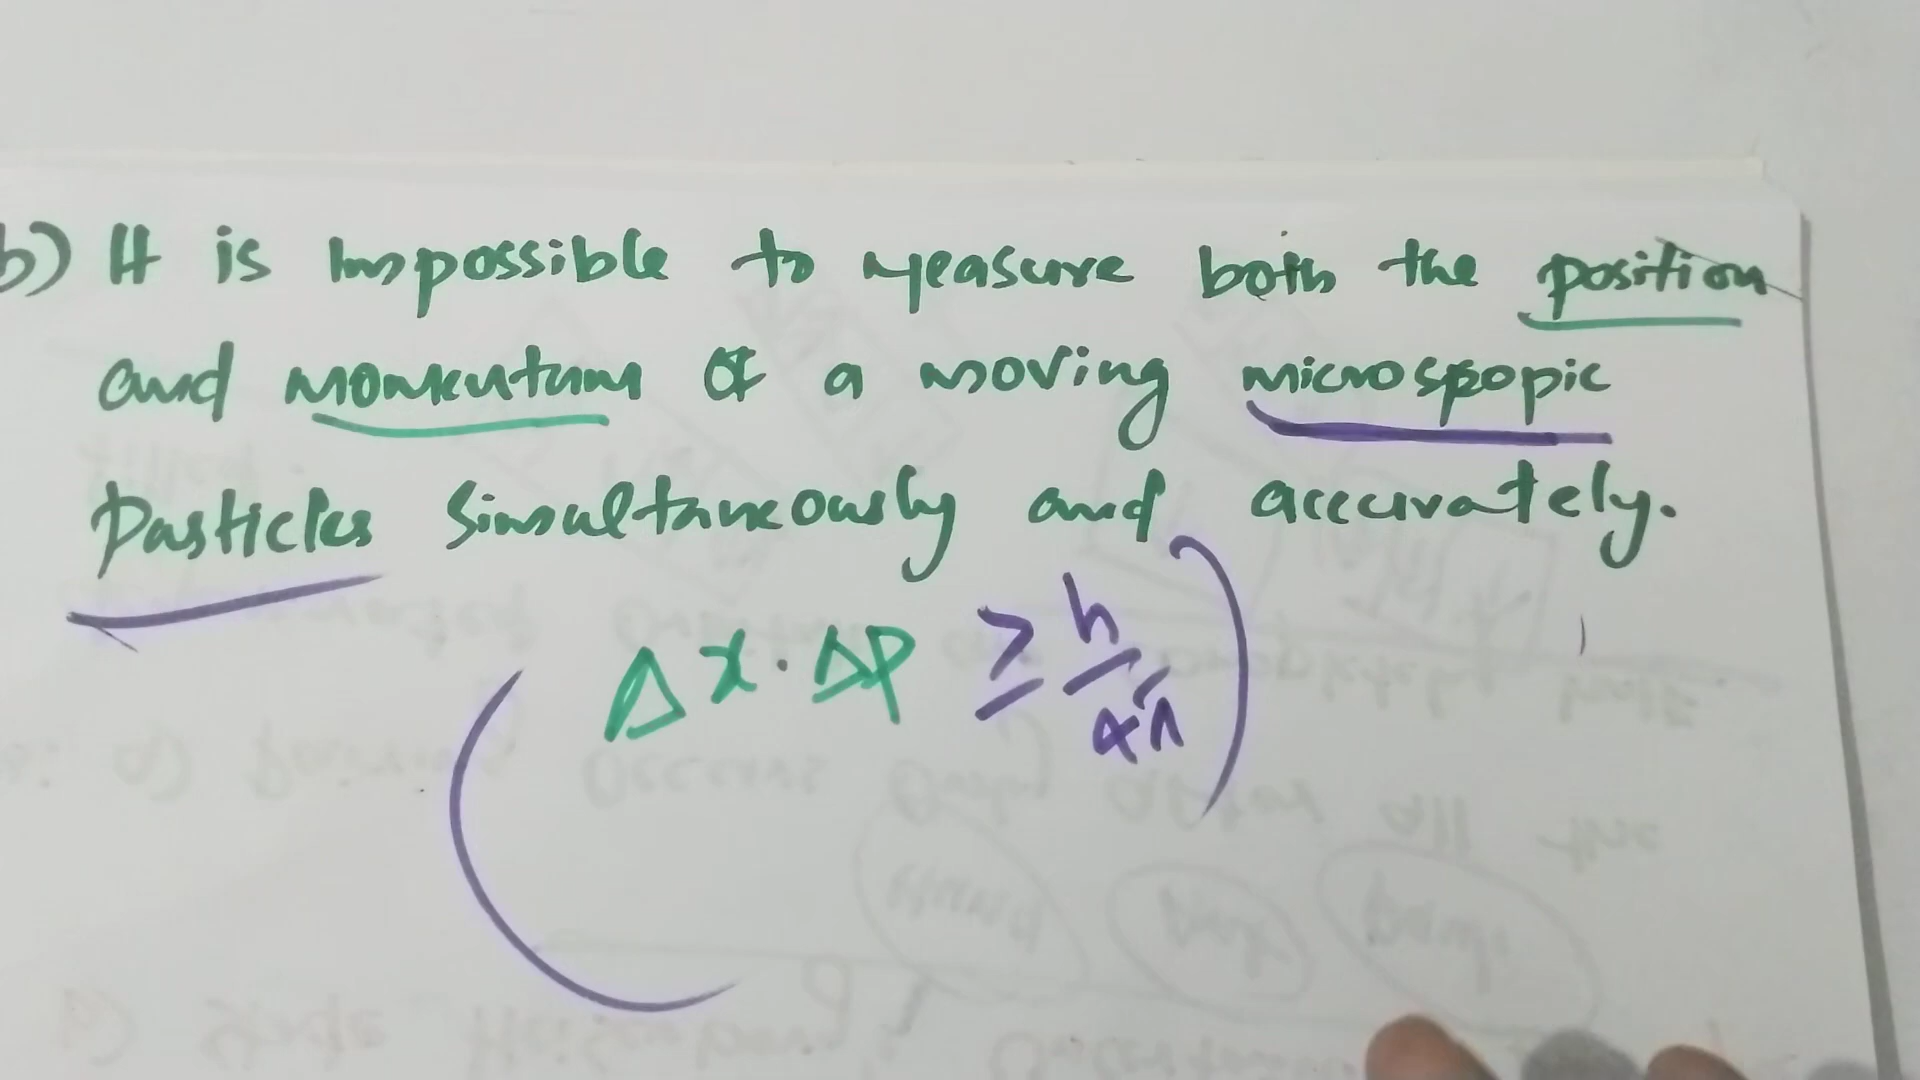 b) It is Impossible to measure both the position
and momentum of a moving microspopic
Particles simultaneously and accurately.
Δx.Δp ≥ h/4π